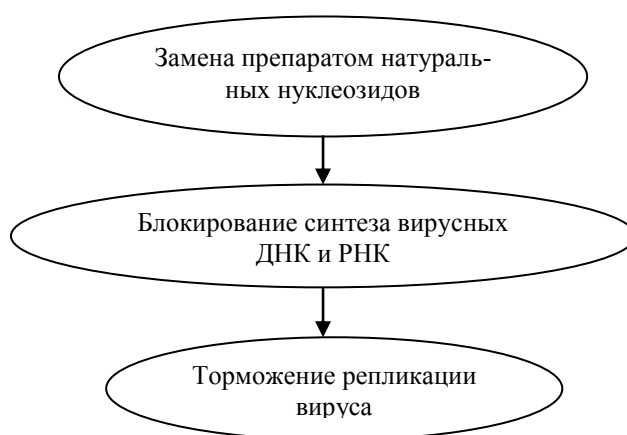 Замена препаратом натураль-
ных нуклеозидов
Блокирование синтеза вирусных
ДНК и РНК
Торможение репликации
вируса